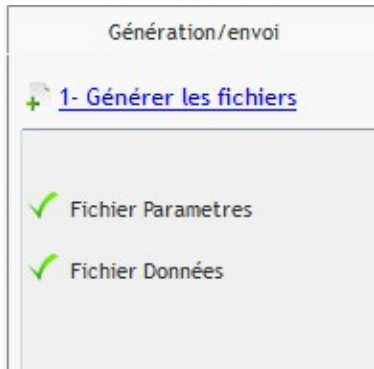 Génération/envoi
1- Générer les fichiers
Fichier Parametres
Fichier Données